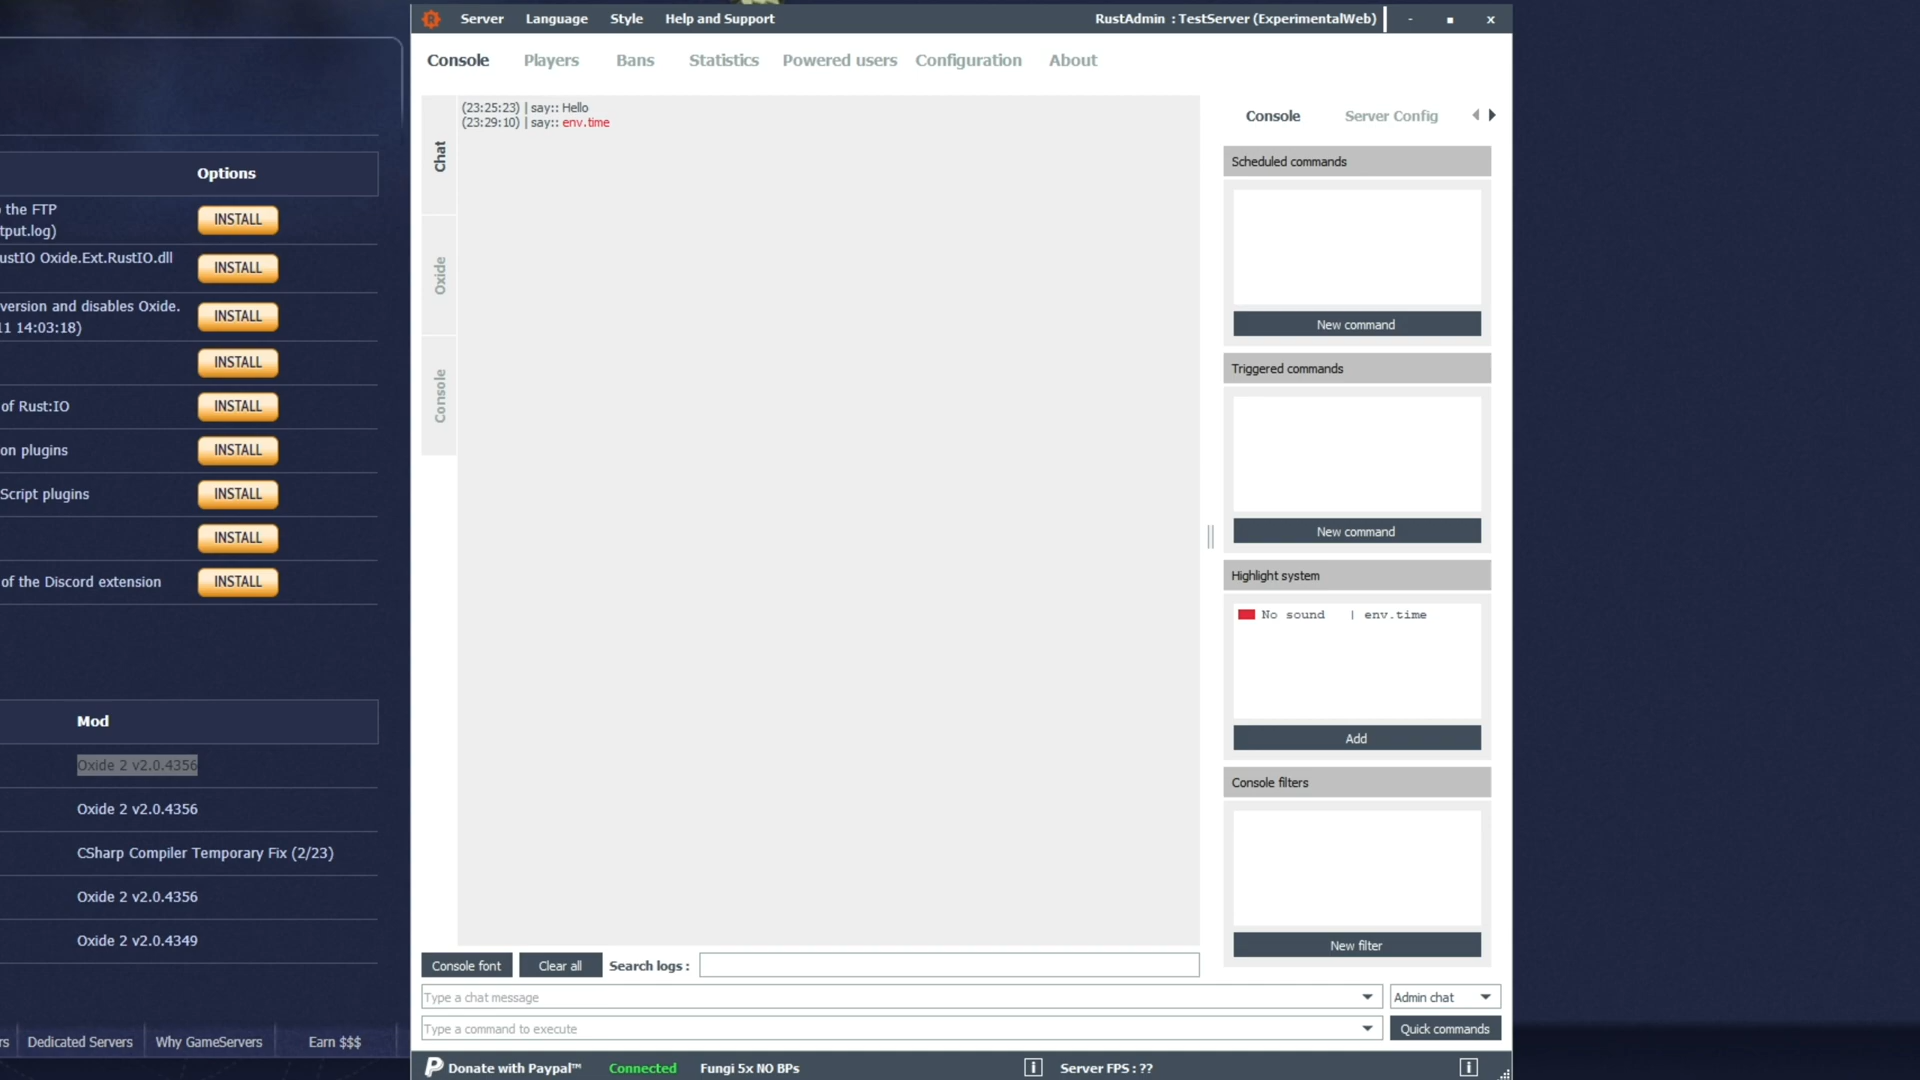 Server Language Style Help and Support RustAdmin : TestServer (ExperimentalWeb) - x
Console Players Bans Statistics Powered users Configuration About
(23:25:23) | say:: Hello
(23:29:10) | say:: env.time
Chat
Oxide
Console
Console Server Config
Scheduled commands
New command
Triggered commands
New command
Highlight system
No sound | env.time
Add
Console filters
New filter
Console font Clear all Search logs :
Type a chat message Admin chat
Type a command to execute Quick commands
Donate with Paypal™ Connected Fungi 5x NO BPs i Server FPS : ?? i
Options
the FTP
tput.log) INSTALL
ustIO Oxide.Ext.RustIO.dll INSTALL
version and disables Oxide.
11 14:03:18) INSTALL
INSTALL
of Rust:IO INSTALL
on plugins INSTALL
Script plugins INSTALL
INSTALL
of the Discord extension INSTALL
Mod
Oxide 2 v2.0.4356
Oxide 2 v2.0.4356
CSharp Compiler Temporary Fix (2/23)
Oxide 2 v2.0.4356
Oxide 2 v2.0.4349
rs Dedicated Servers Why GameServers Earn $$$